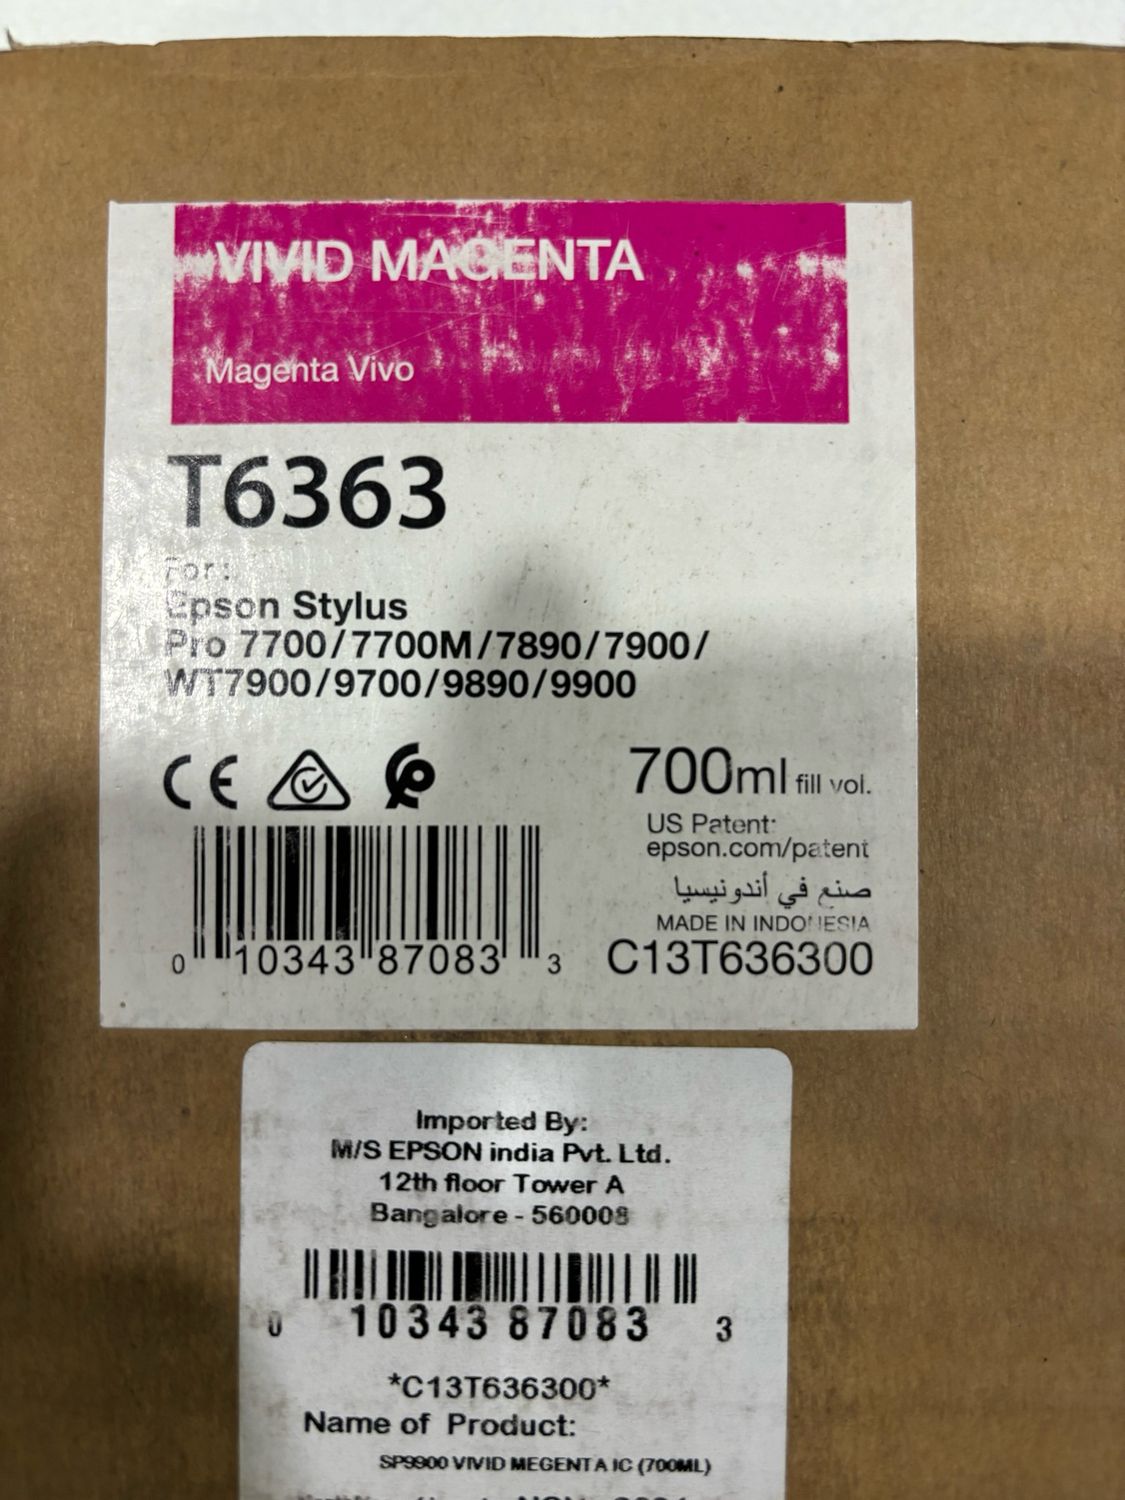 VIVID MAGENTA
Magenta Vivo
T6363
For:
Epson Stylus
Pro 7700/7700M/7890/7900/
WT7900/9700/9890/9900
CE
700ml fill vol.
US Patent:
epson.com/patent
صنع في أندونيسيا
MADE IN INDONESIA
0 10343 87083 3
C13T636300
Imported By:
M/S EPSON india Pvt. Ltd.
12th floor Tower A
Bangalore - 560008
0 10343 87083 3
*C13T636300*
Name of Product:
SP9900 VIVID MEGENTA IC (700ML)